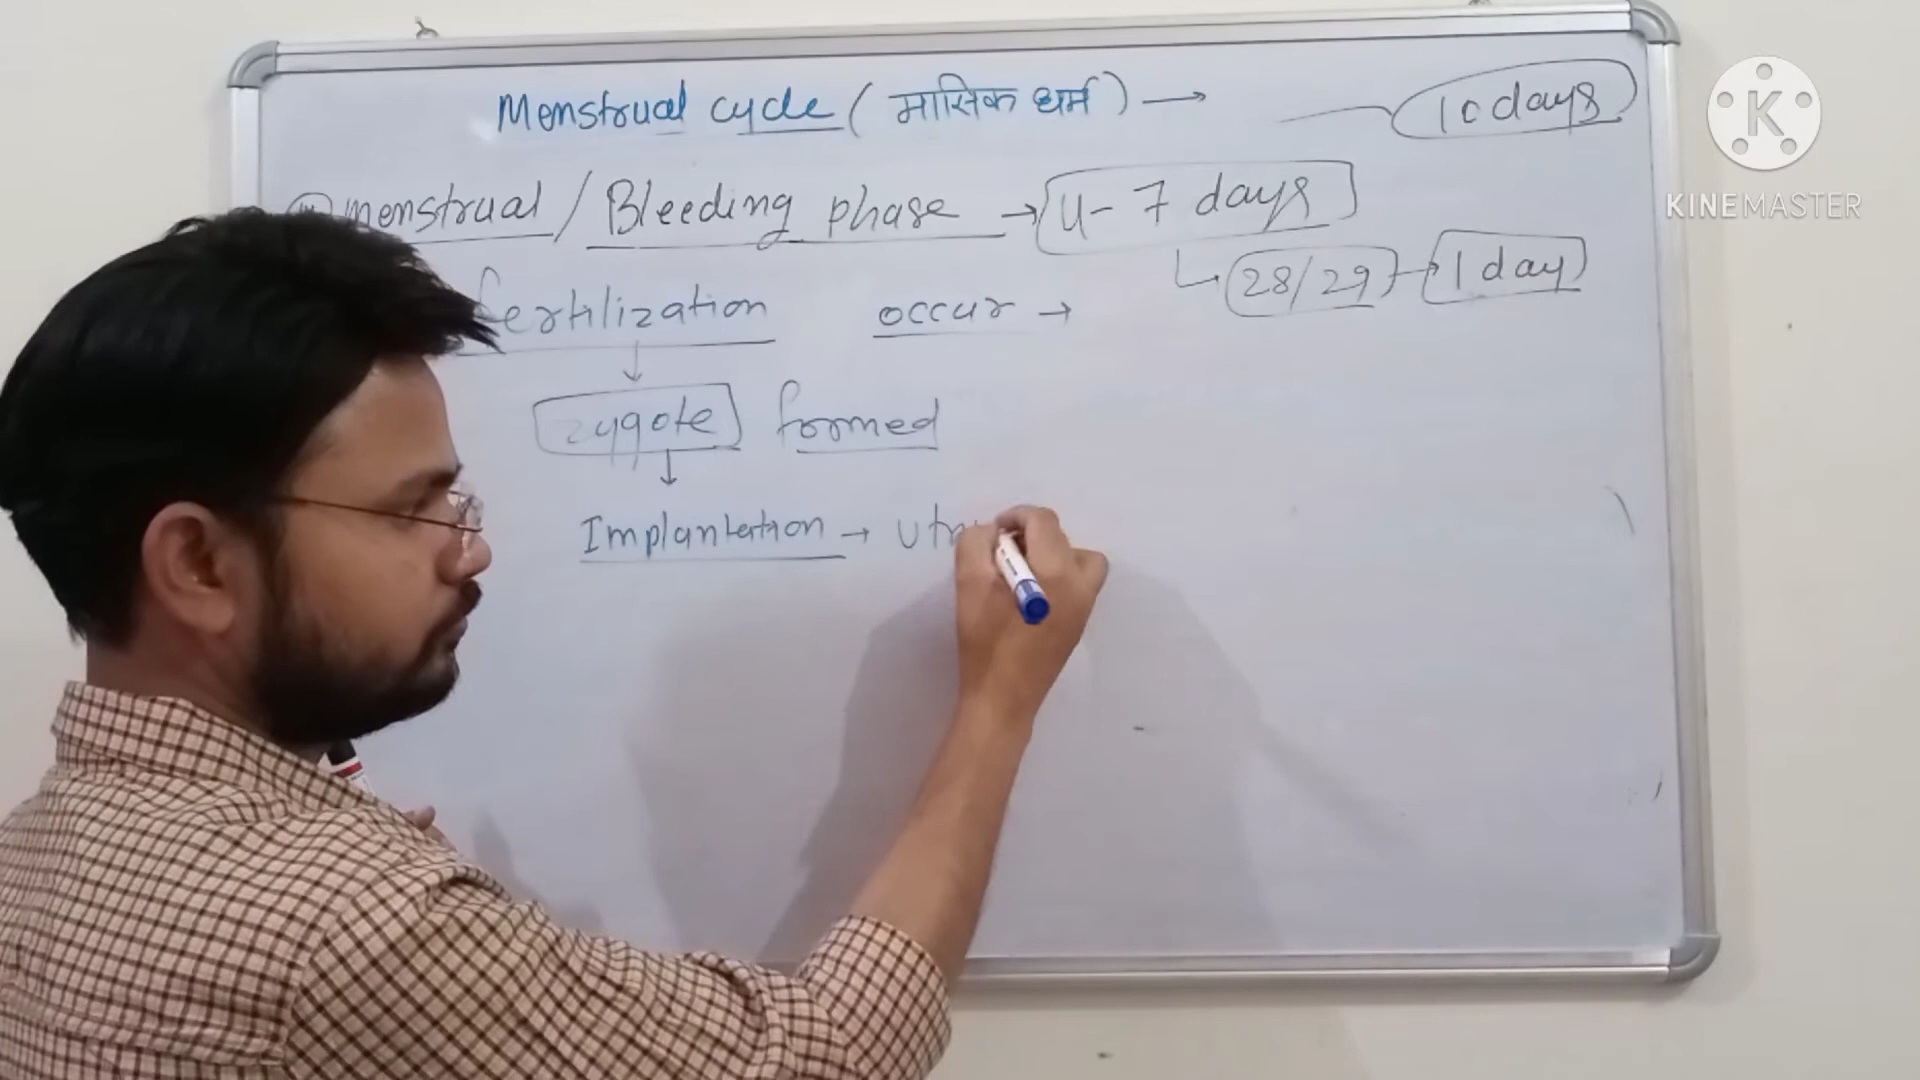 Menstrual cycle ( मासिक धर्म ) → 10 days
menstrual / Bleeding phase → 4-7 days
↳ 28/29 → 1 day
fertilization occur →
↓
zygote formed
↓
Implantation →
K
KINEMASTER